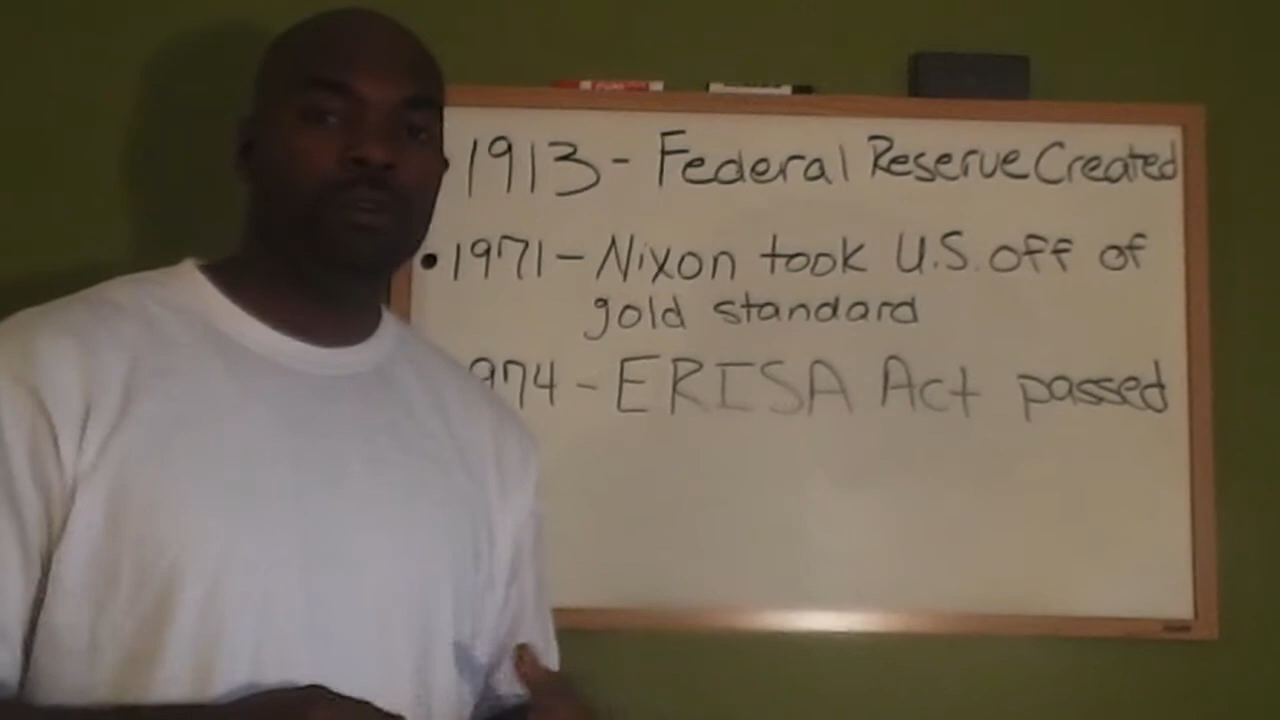 1913- Federal Reserve Created
• 1971- Nixon took U.S. off of
gold standard
974 - ERISA Act passed